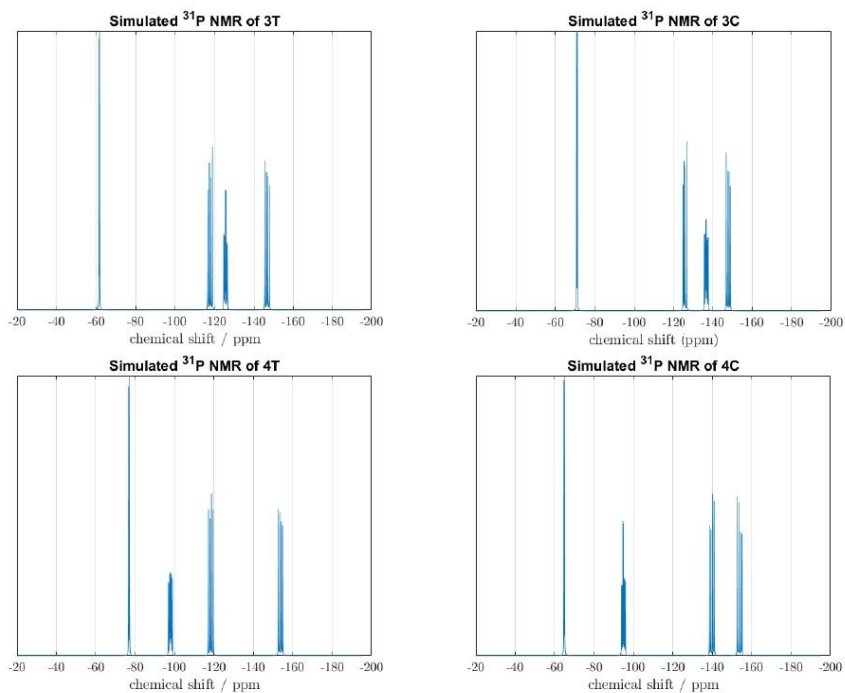 Simulated ³¹P NMR of 3T
-20 -40 -60 -80 -100 -120 -140 -160 -180 -200
chemical shift / ppm
Simulated ³¹P NMR of 3C
-20 -40 -60 -80 -100 -120 -140 -160 -180 -200
chemical shift (ppm)
Simulated ³¹P NMR of 4T
-20 -40 -60 -80 -100 -120 -140 -160 -180 -200
chemical shift / ppm
Simulated ³¹P NMR of 4C
-20 -40 -60 -80 -100 -120 -140 -160 -180 -200
chemical shift / ppm